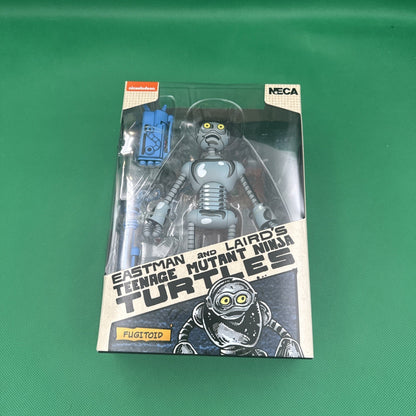 nickelodeon
NECA
EASTMAN AND LAIRD'S
TEENAGE MUTANT NINJA
TURTLES
FUGITOID